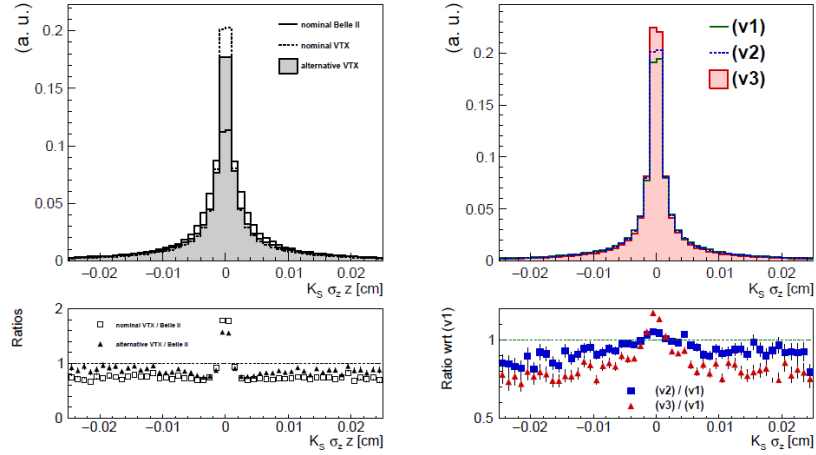 (a. u.)
0.2
0.15
0.1
0.05
0
nominal Belle II
nominal VTX
alternative VTX
−0.02 −0.01 0 0.01 0.02
K_S σ_z z [cm]
Ratios
2
1
0
nominal VTX / Belle II
alternative VTX / Belle II
−0.02 −0.01 0 0.01 0.02
K_S σ_z z [cm]
(a. u.)
0.2
0.15
0.1
0.05
0
(v1)
(v2)
(v3)
−0.02 −0.01 0 0.01 0.02
K_S σ_z z [cm]
Ratio wrt (v1)
1
0.5
(v2) / (v1)
(v3) / (v1)
−0.02 −0.01 0 0.01 0.02
K_S σ_z z [cm]